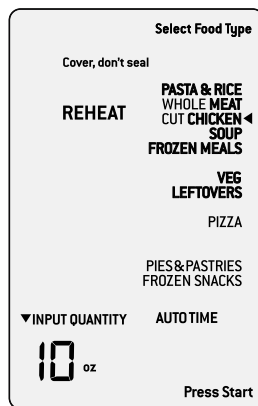 Select Food Type
Cover, don't seal
REHEAT
PASTA & RICE
WHOLE MEAT
CUT CHICKEN◄
SOUP
FROZEN MEALS
VEG
LEFTOVERS
PIZZA
PIES & PASTRIES
FROZEN SNACKS
▼INPUT QUANTITY AUTO TIME
10 oz
Press Start